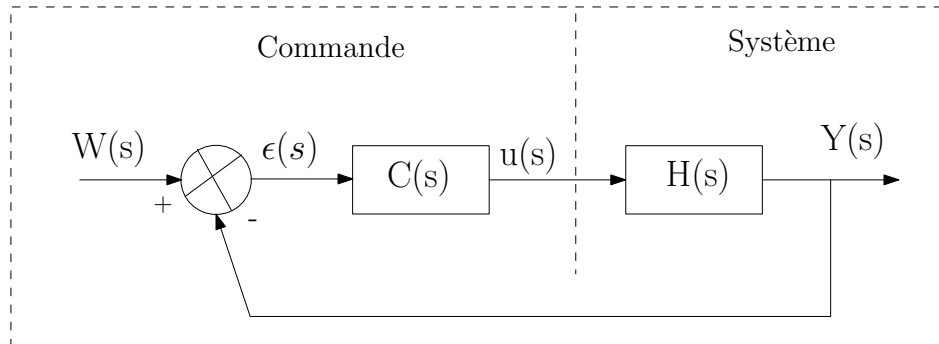 Commande
Système
W(s)
ϵ(s)
C(s)
u(s)
H(s)
Y(s)
+
-